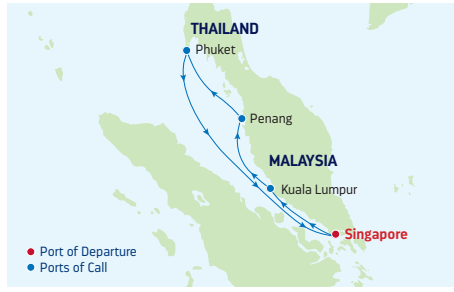 THAILAND
Phuket
Penang
MALAYSIA
Kuala Lumpur
Singapore
Port of Departure
Ports of Call